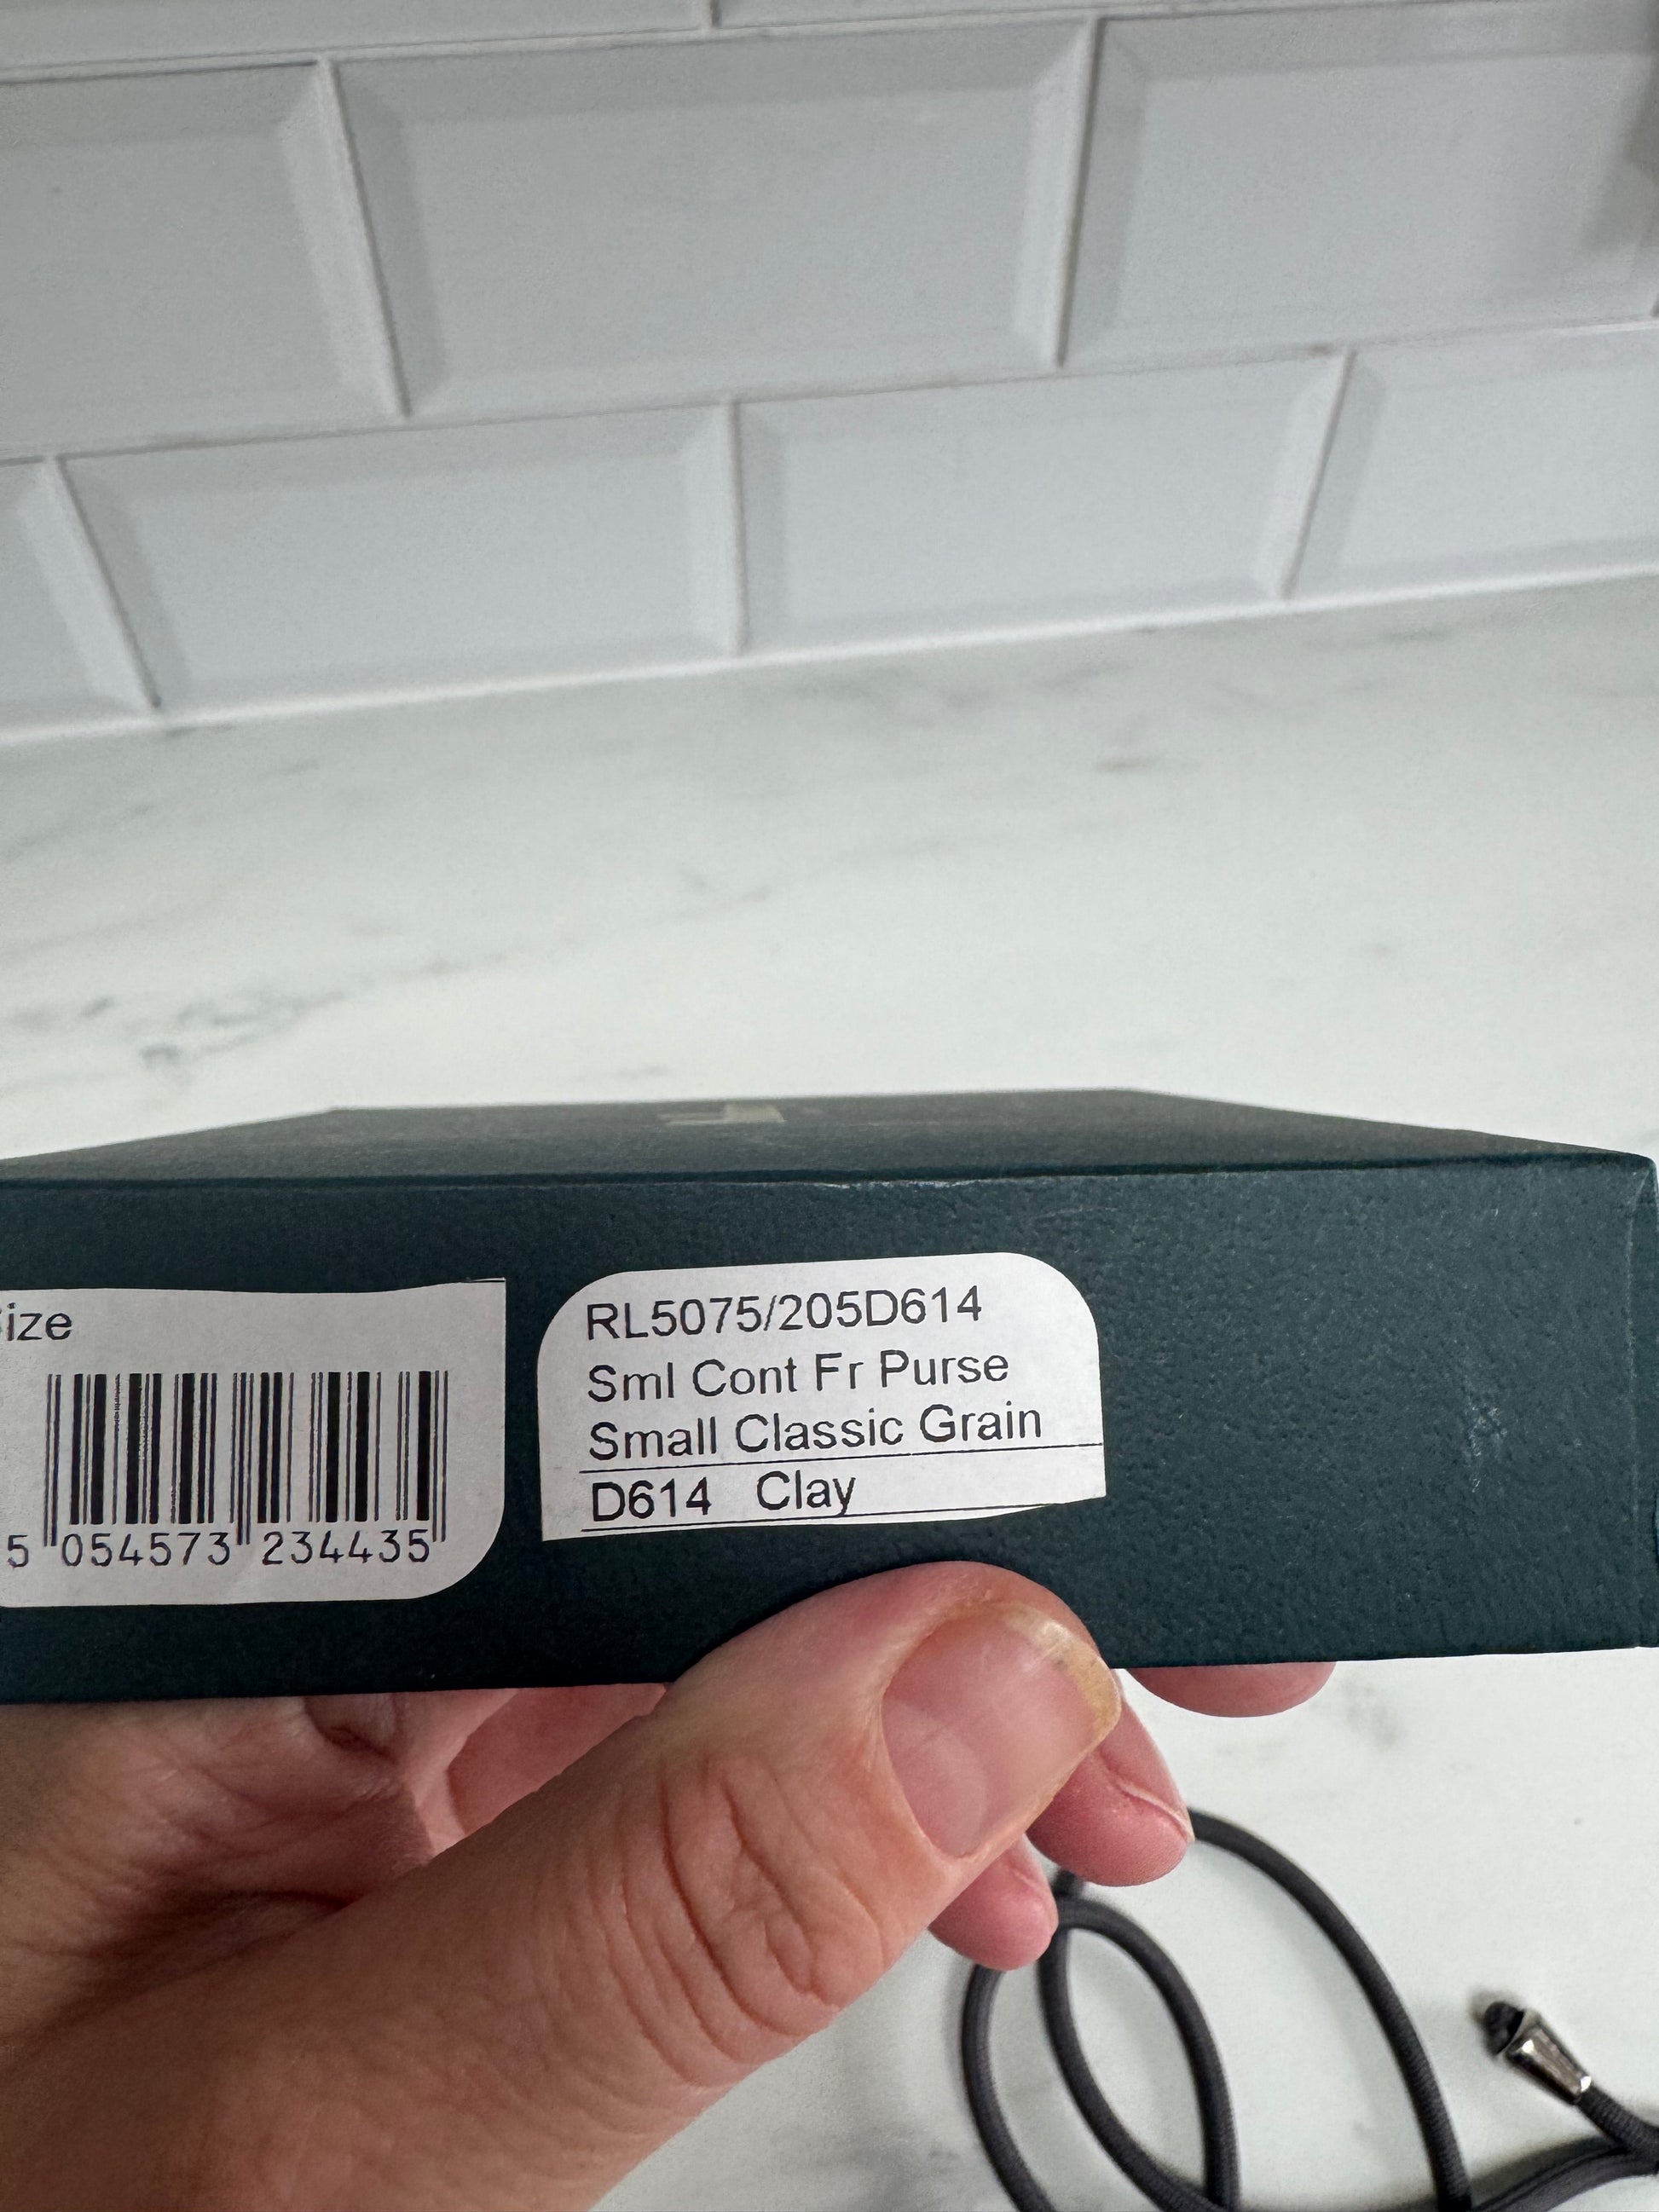 ize
5 054573 234435
RL5075/205D614
Sml Cont Fr Purse
Small Classic Grain
D614 Clay